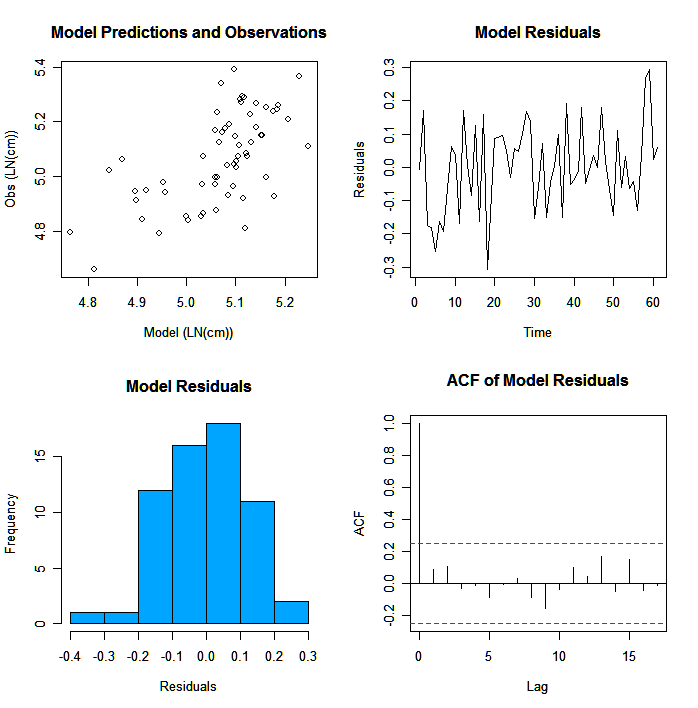 Model Predictions and Observations
Obs (LN(cm))
5.4
5.2
5.0
4.8
4.8 4.9 5.0 5.1 5.2
Model (LN(cm))
Model Residuals
Residuals
0.3
0.2
0.1
0.0
-0.1
-0.2
-0.3
0 10 20 30 40 50 60
Time
Model Residuals
Frequency
15
10
5
0
-0.4 -0.3 -0.2 -0.1 0.0 0.1 0.2 0.3
Residuals
ACF of Model Residuals
ACF
1.0
0.8
0.6
0.4
0.2
0.0
-0.2
0 5 10 15
Lag